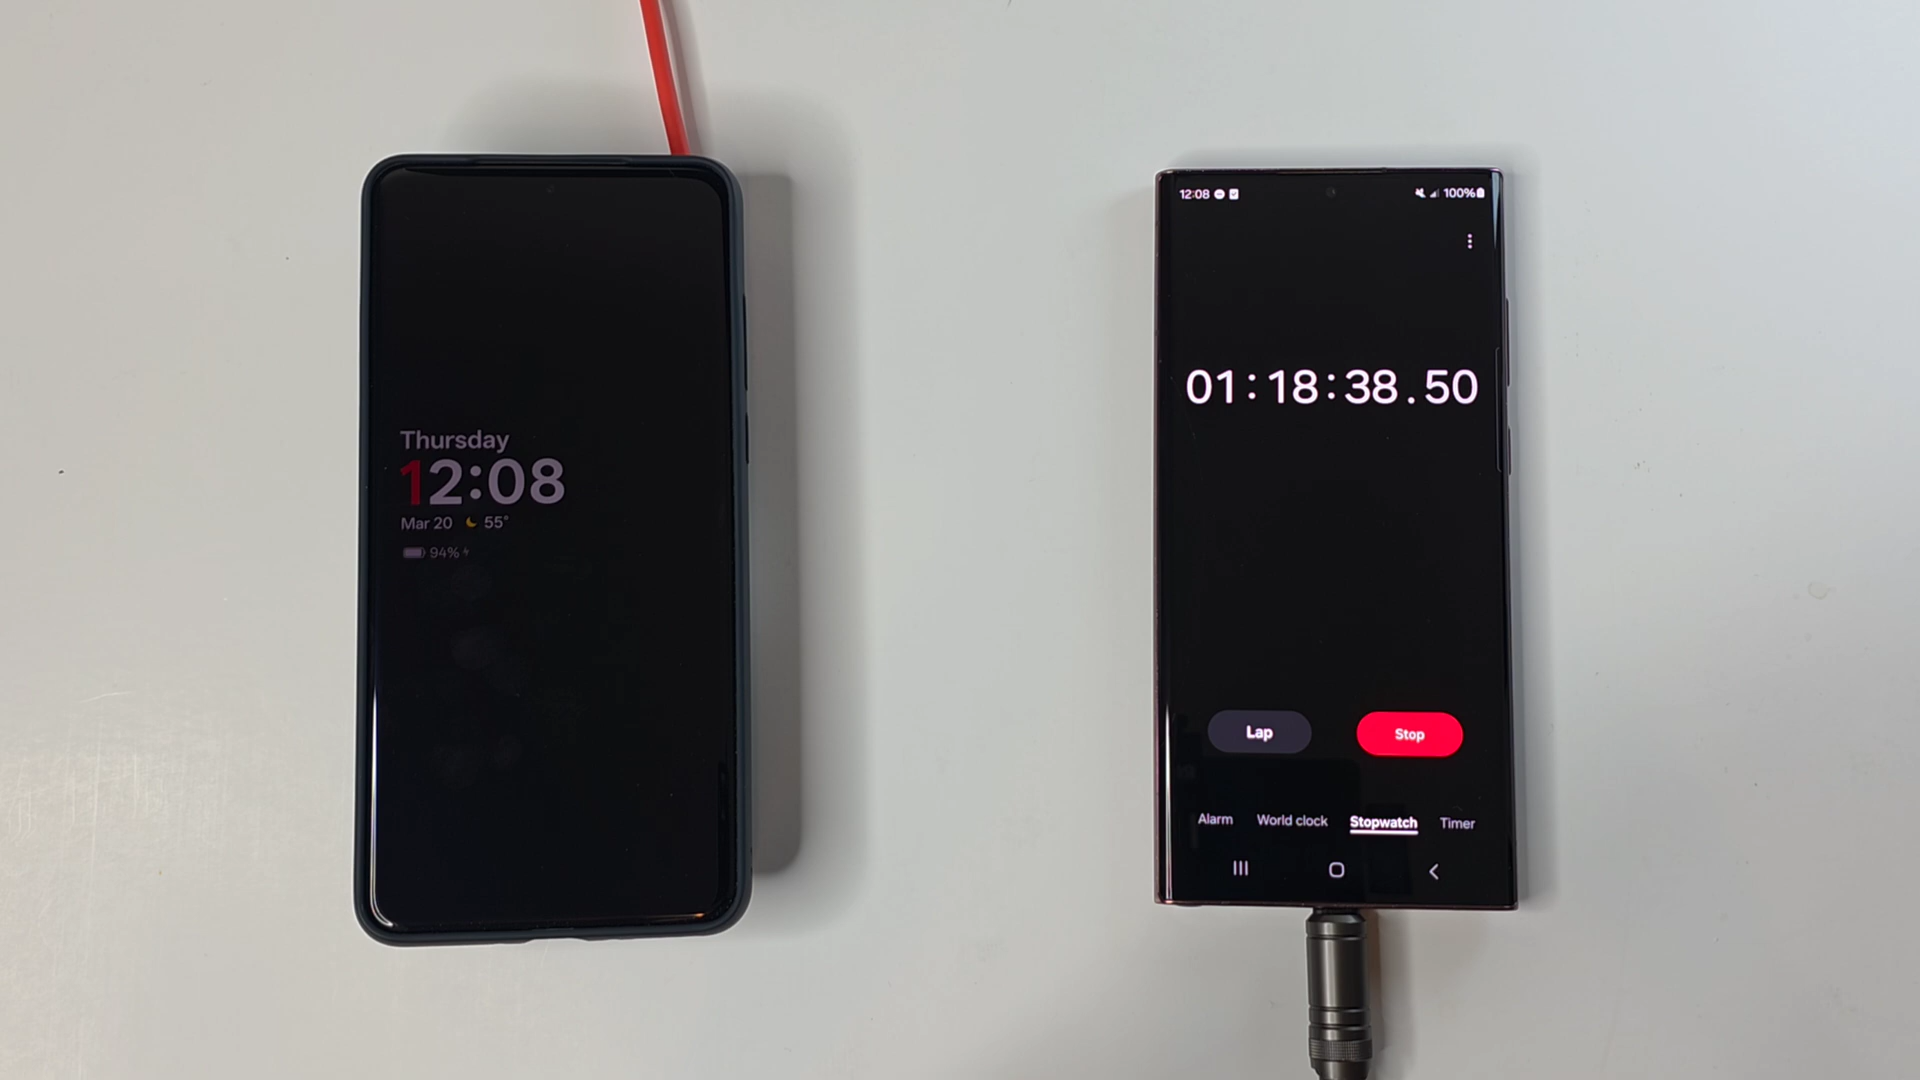 Thursday
12:08
Mar 20 55°
94%
12:08 100%
01:18:38.50
Lap Stop
Alarm World clock Stopwatch Timer